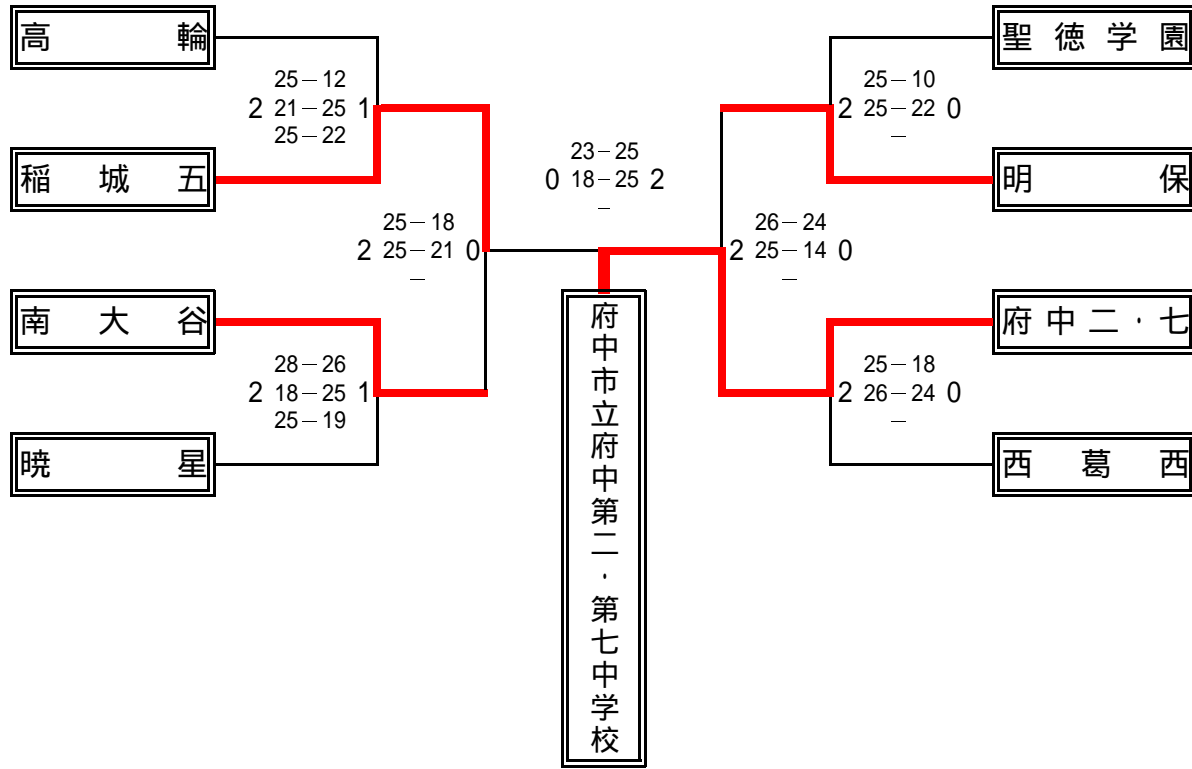 高輪
25－12
2 21－25 1
25－22
稲城五
25－18
2 25－21 0
－
南大谷
28－26
2 18－25 1
25－19
暁星
23－25
0 18－25 2
－
府中市立府中第二・第七中学校
聖徳学園
25－10
2 25－22 0
－
明保
26－24
2 25－14 0
－
府中二・七
25－18
2 26－24 0
－
西葛西